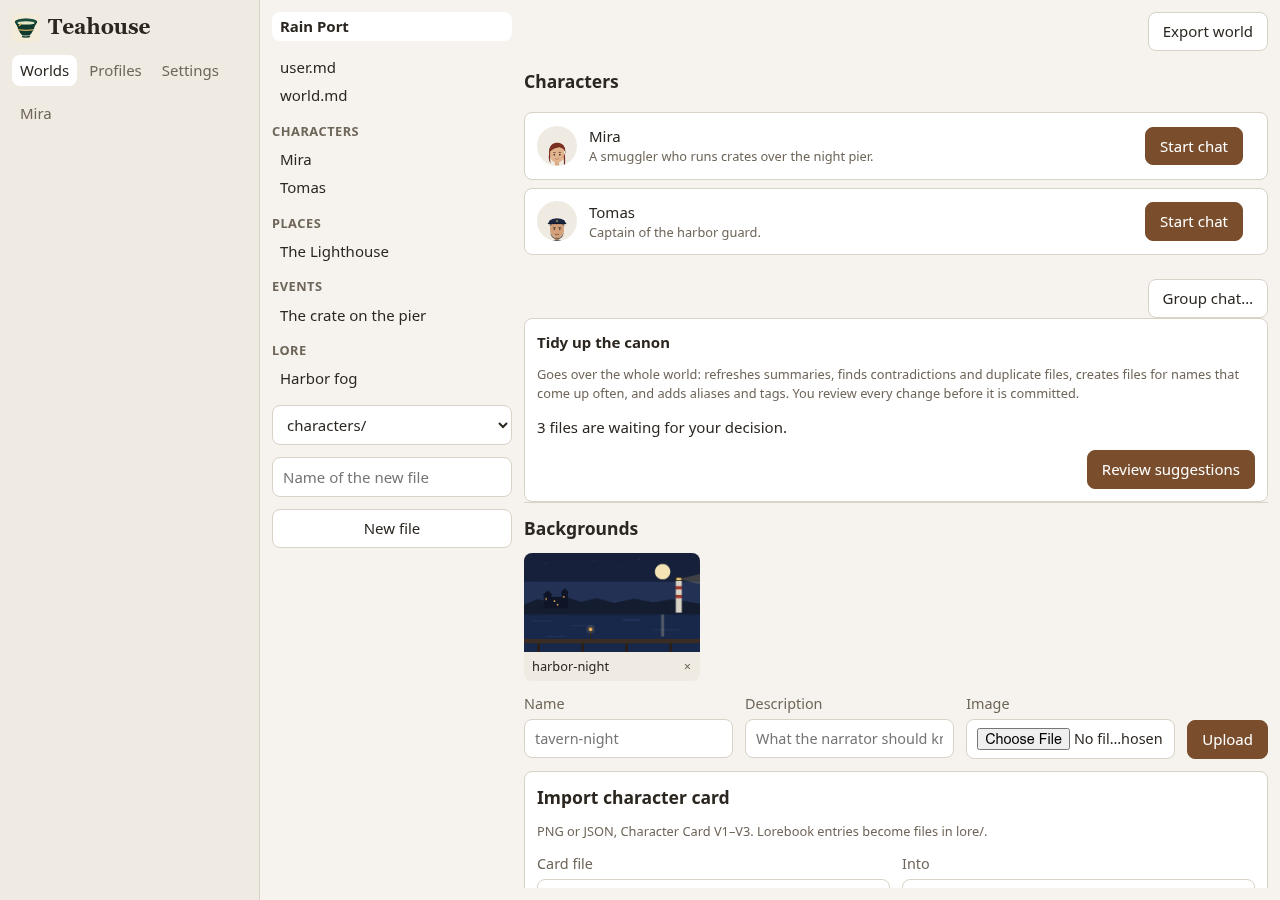 Teahouse
Worlds
Profiles
Settings
Mira
Rain Port
user.md
world.md
CHARACTERS
Mira
Tomas
PLACES
The Lighthouse
EVENTS
The crate on the pier
LORE
Harbor fog
characters/
Name of the new file
New file
Export world
Characters
Mira
A smuggler who runs crates over the night pier.
Start chat
Tomas
Captain of the harbor guard.
Start chat
Group chat...
Tidy up the canon
Goes over the whole world: refreshes summaries, finds contradictions and duplicate files, creates files for names that
come up often, and adds aliases and tags. You review every change before it is committed.
3 files are waiting for your decision.
Review suggestions
Backgrounds
harbor-night ×
Name
Description
Image
tavern-night
What the narrator should kr
Choose File No fil...hosen
Upload
Import character card
PNG or JSON, Character Card V1–V3. Lorebook entries become files in lore/.
Card file
Into